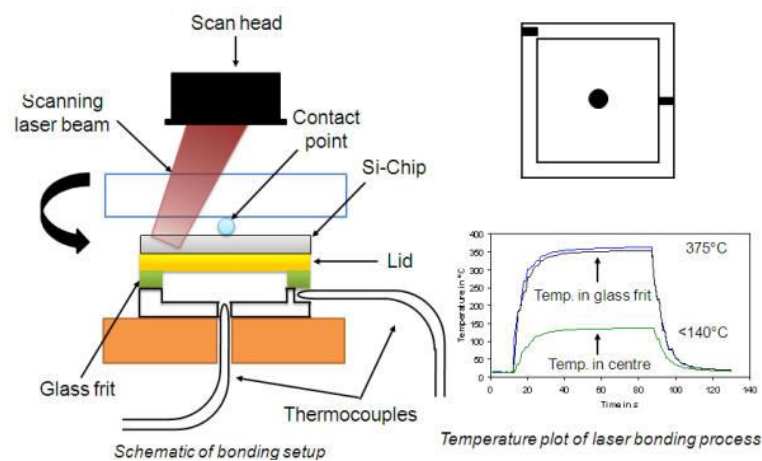 Scan head
Scanning
laser beam
Contact
point
Si-Chip
Lid
Glass frit
Thermocouples
Schematic of bonding setup
400
350
300
250
200
150
100
50
0
Temperature in °C
375°C
Temp. in glass frit
<140°C
Temp. in centre
0 20 40 60 80 100 120 140
Time in s
Temperature plot of laser bonding process